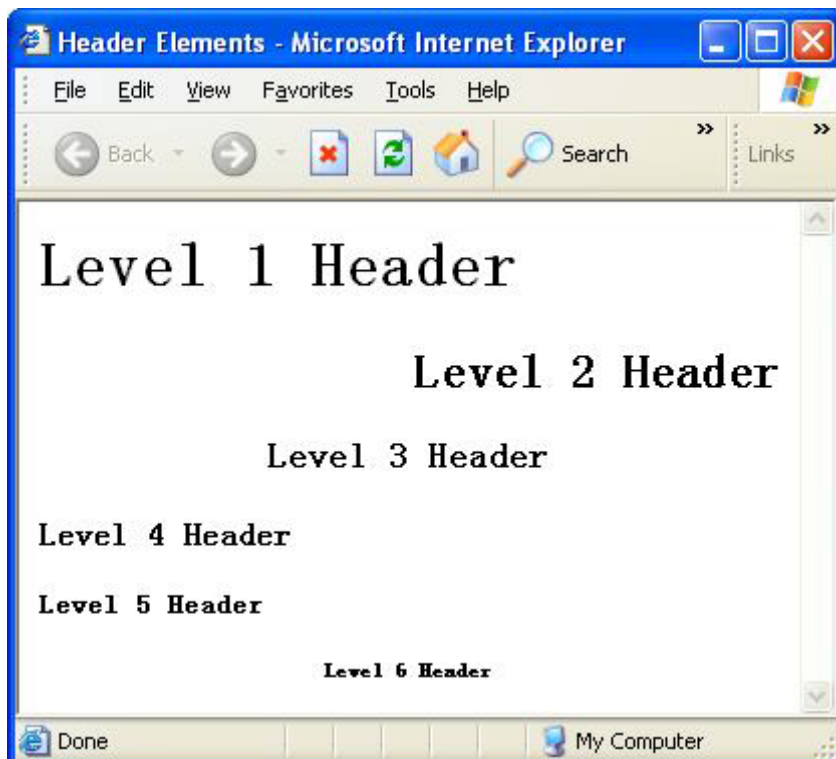 Header Elements - Microsoft Internet Explorer
File Edit View Favorites Tools Help
Back Search » Links »
Level 1 Header
Level 2 Header
Level 3 Header
Level 4 Header
Level 5 Header
Level 6 Header
Done My Computer